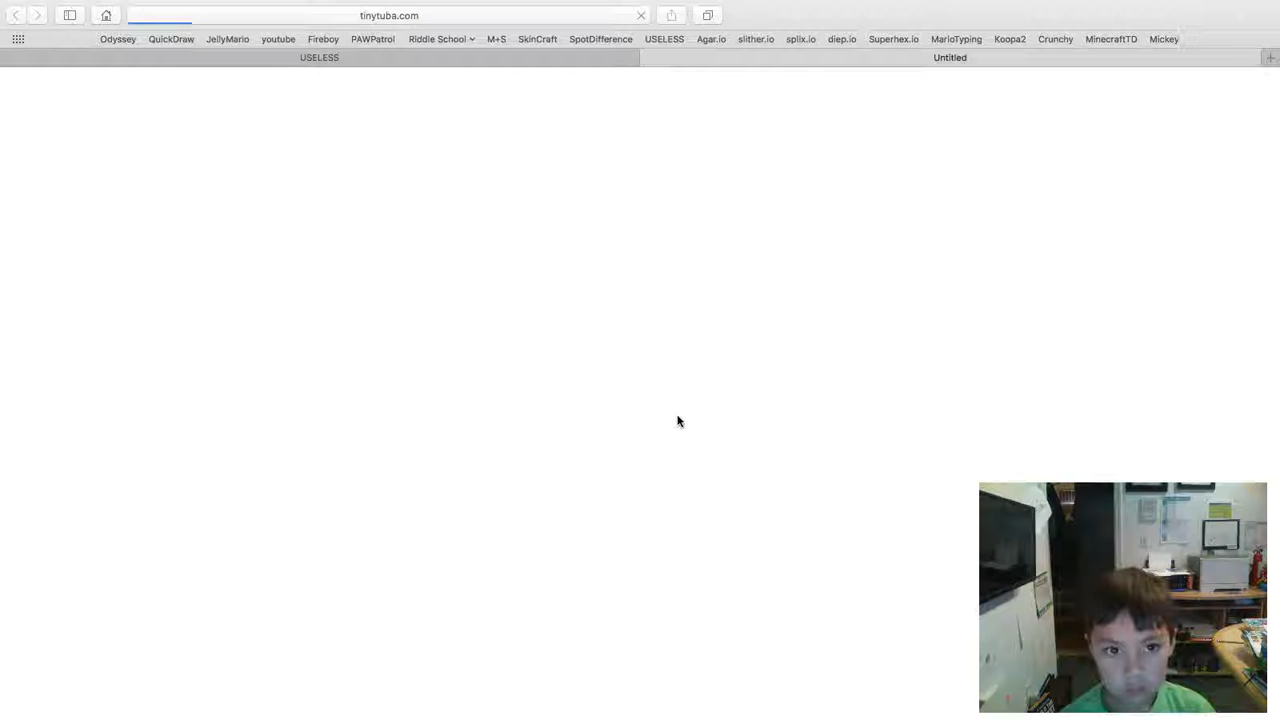 tinytuba.com
Odyssey QuickDraw JellyMario youtube Fireboy PAWPatrol Riddle School M+S SkinCraft SpotDifference USELESS Agar.io slither.io splix.io diep.io Superhex.io MarioTyping Koopa2 Crunchy MinecraftTD Mickey
USELESS Untitled